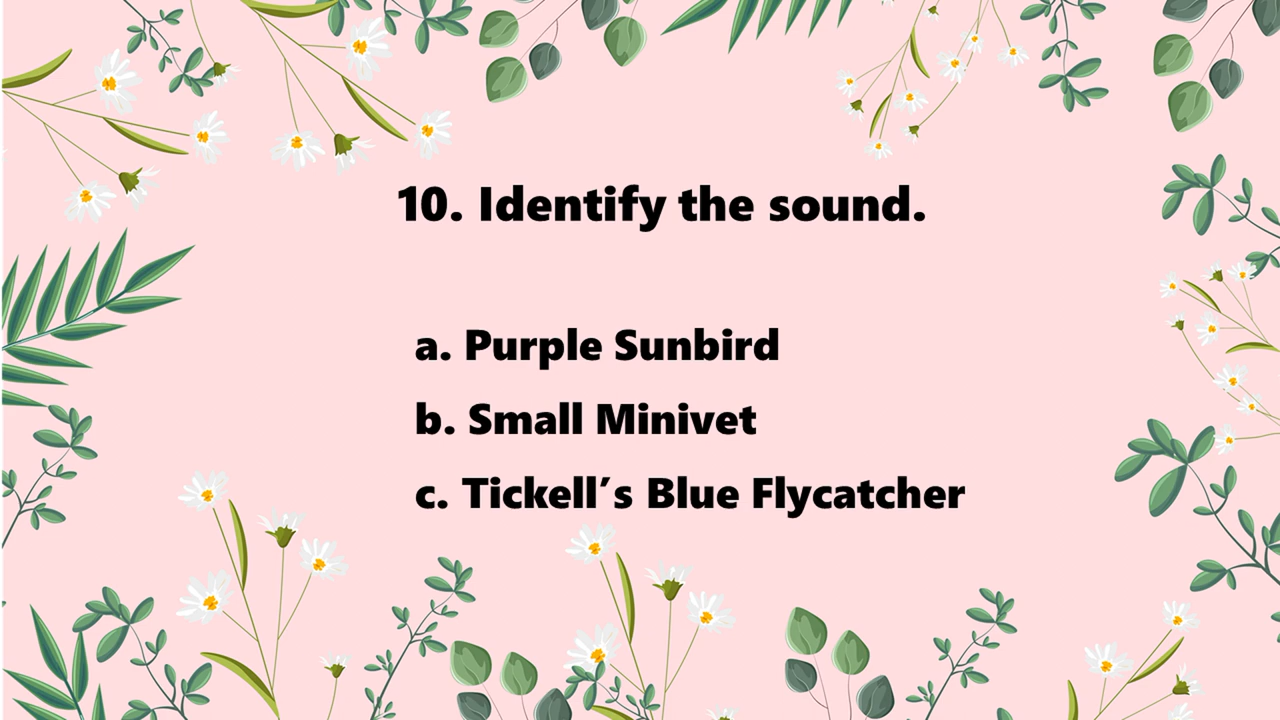 10. Identify the sound.
a. Purple Sunbird
b. Small Minivet
c. Tickell´s Blue Flycatcher